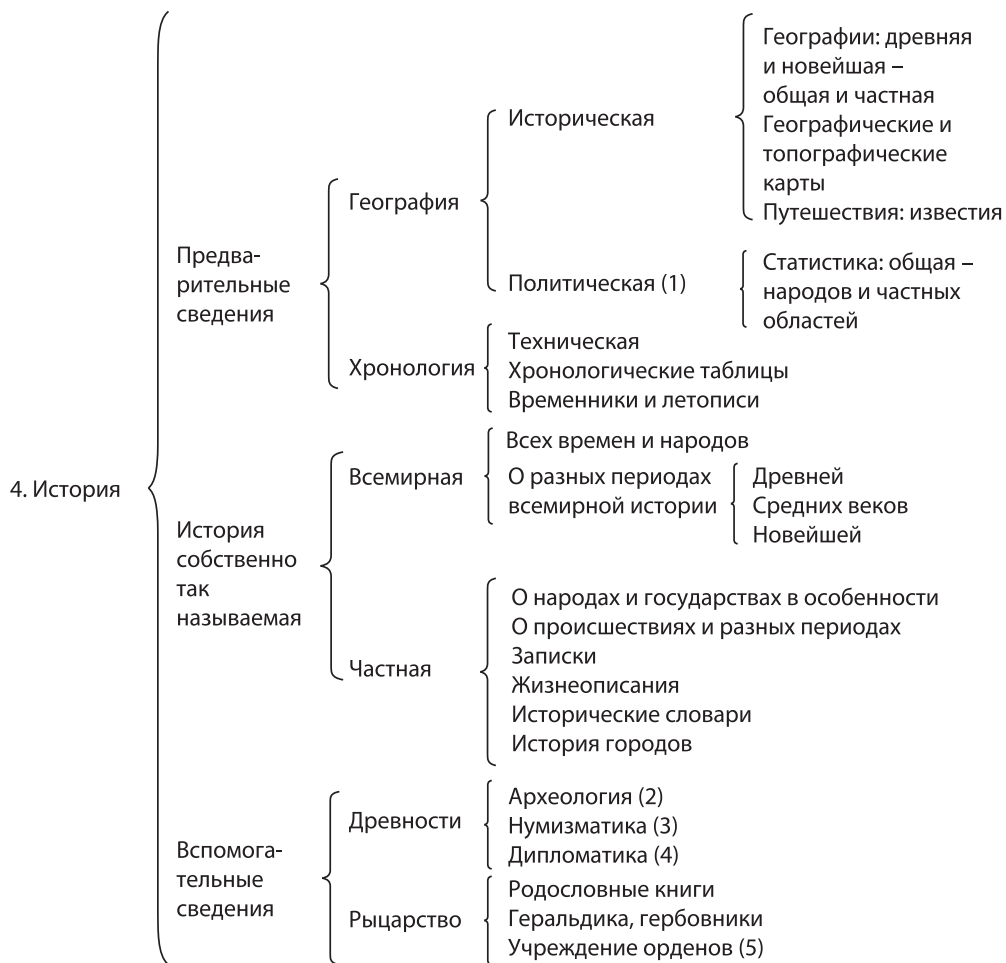 4. История
Предва-
рительные
сведения
География
Историческая
Географии: древняя
и новейшая –
общая и частная
Географические и
топографические
карты
Путешествия: известия
Политическая (1)
Статистика: общая –
народов и частных
областей
Хронология
Техническая
Хронологические таблицы
Временники и летописи
История
собственно
так
называемая
Всемирная
Всех времен и народов
О разных периодах
всемирной истории
Древней
Средних веков
Новейшей
Частная
О народах и государствах в особенности
О происшествиях и разных периодах
Записки
Жизнеописания
Исторические словари
История городов
Вспомога-
тельные
сведения
Древности
Археология (2)
Нумизматика (3)
Дипломатика (4)
Рыцарство
Родословные книги
Геральдика, гербовники
Учреждение орденов (5)